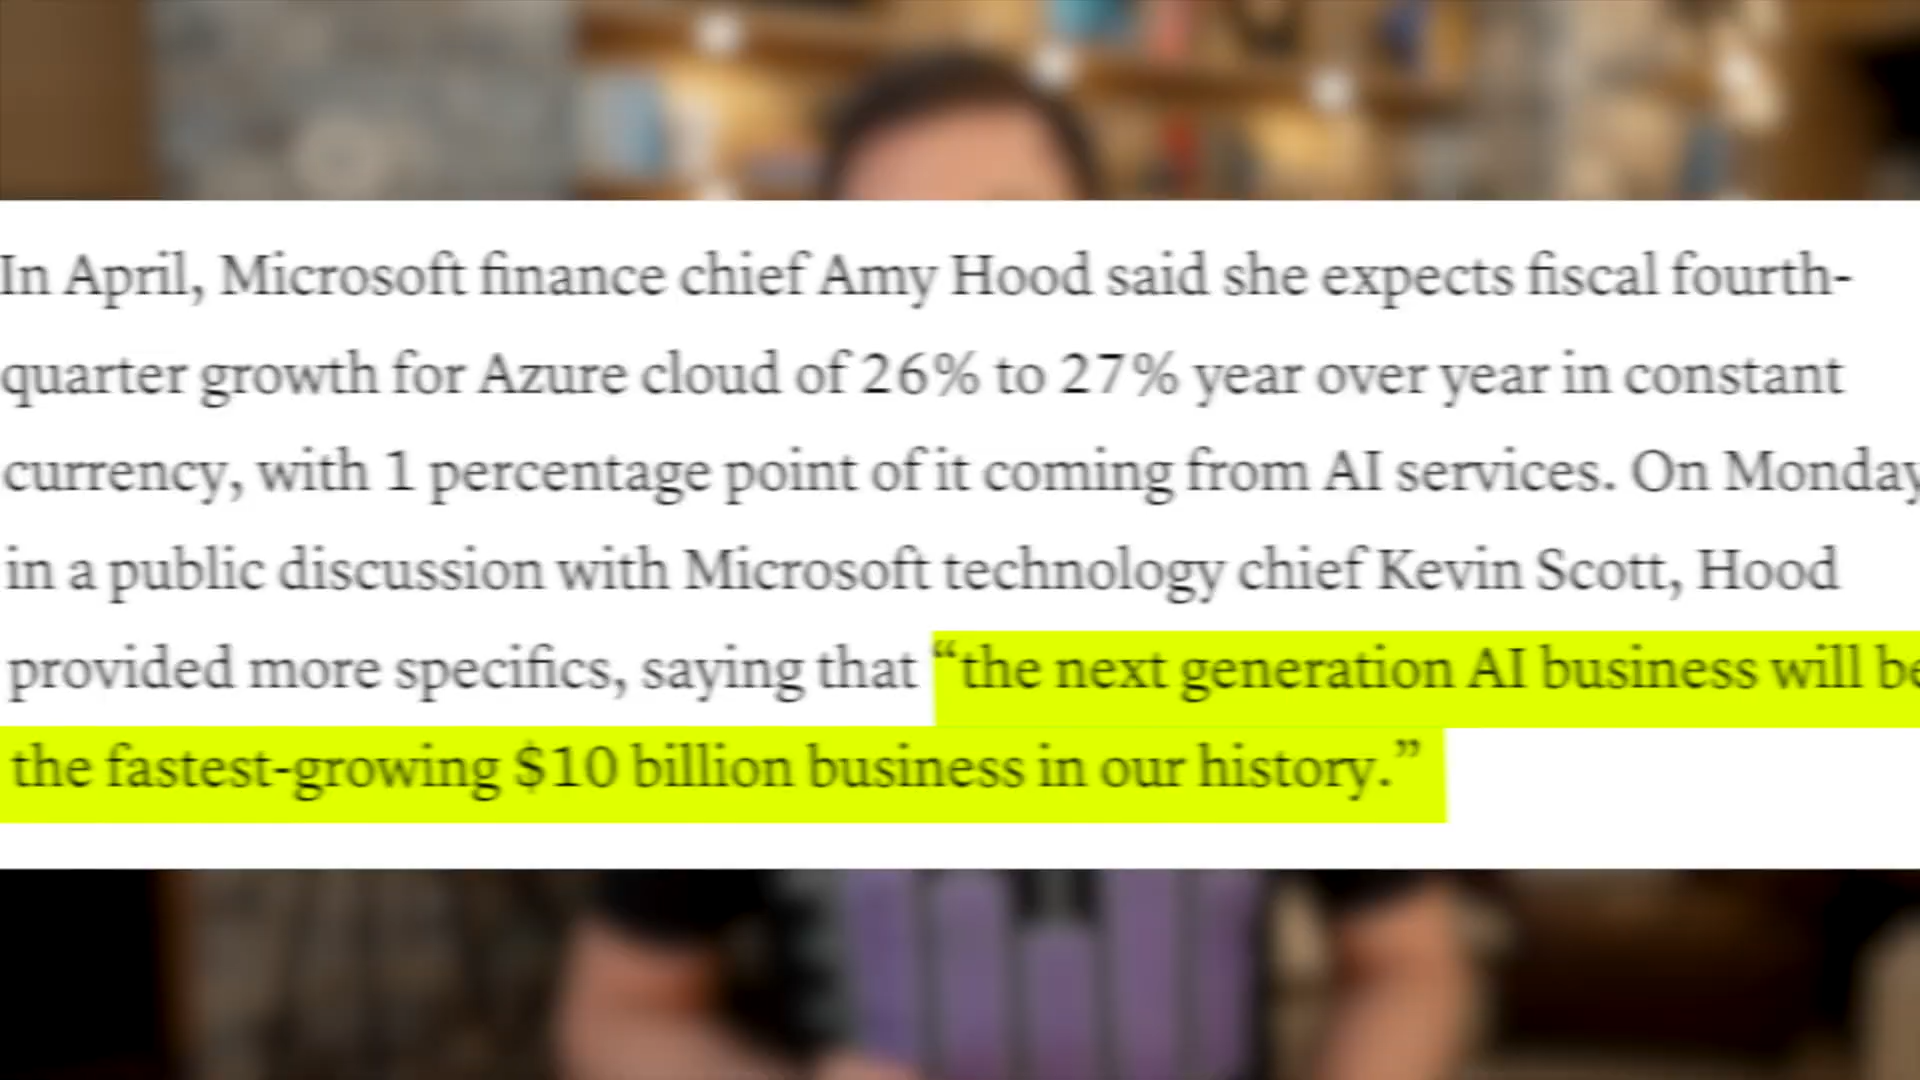 In April, Microsoft finance chief Amy Hood said she expects fiscal fourth-
quarter growth for Azure cloud of 26% to 27% year over year in constant
currency, with 1 percentage point of it coming from AI services. On Monday
in a public discussion with Microsoft technology chief Kevin Scott, Hood
provided more specifics, saying that “the next generation AI business will be
the fastest-growing $10 billion business in our history.”